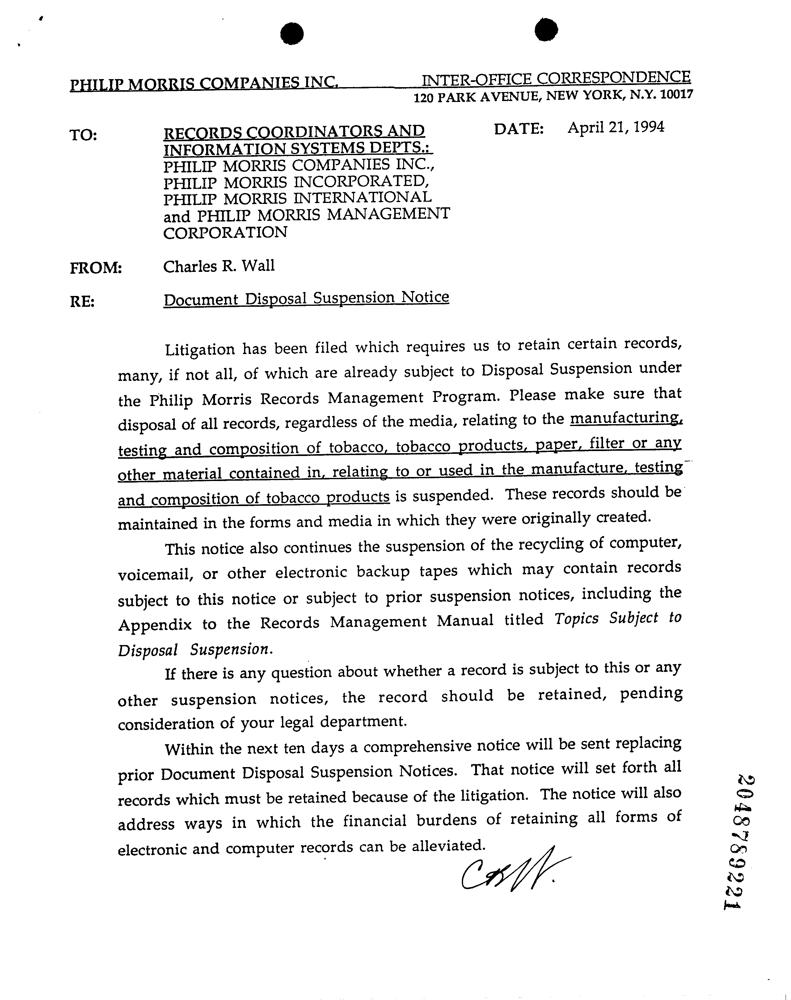 PHILIP MORRIS COMPANIES INC. INTER-OFFICE CORRESPONDENCE
120 PARK AVENUE, NEW YORK, N.Y. 10017
TO: RECORDS COORDINATORS AND DATE: April 21, 1994
INFORMATION SYSTEMS DEPTS.:
PHILIP MORRIS COMPANIES INC.,
PHILIP MORRIS INCORPORATED,
PHILIP MORRIS INTERNATIONAL
and PHILIP MORRIS MANAGEMENT
CORPORATION
FROM: Charles R. Wall
RE: Document Disposal Suspension Notice
Litigation has been filed which requires us to retain certain records,
many, if not all, of which are already subject to Disposal Suspension under
the Philip Morris Records Management Program. Please make sure that
disposal of all records, regardless of the media, relating to the manufacturing,
testing and composition of tobacco, tobacco products, paper, filter or any
other material contained in, relating to or used in the manufacture, testing
and composition of tobacco products is suspended. These records should be
maintained in the forms and media in which they were originally created.
This notice also continues the suspension of the recycling of computer,
voicemail, or other electronic backup tapes which may contain records
subject to this notice or subject to prior suspension notices, including the
Appendix to the Records Management Manual titled Topics Subject to
Disposal Suspension.
If there is any question about whether a record is subject to this or any
other suspension notices, the record should be retained, pending
consideration of your legal department.
Within the next ten days a comprehensive notice will be sent replacing
prior Document Disposal Suspension Notices. That notice will set forth all
records which must be retained because of the litigation. The notice will also
address ways in which the financial burdens of retaining all forms of
electronic and computer records can be alleviated.
CRW.
2048789221